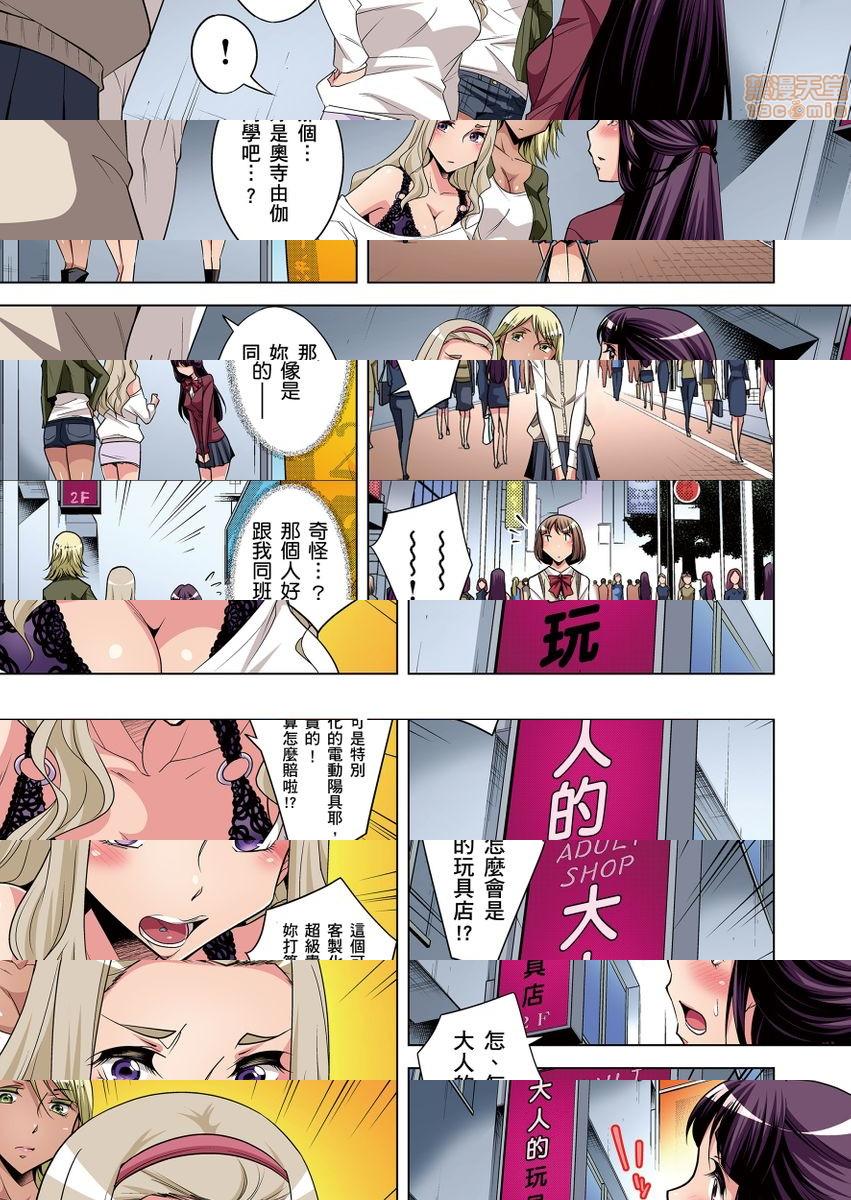 !
個…
是奧寺由伽
學吧…?
像是
同的——
2F
奇怪…?
那個人好
跟我同班
~~~~!
玩
可是特別
化的電動陽具耶,
貴的!
算怎麼賠啦!?
人的
ADULT
SHOP
大
怎麼會是
的玩具店!?
這個可
客製化
超級貴
妳打算
具店
2F
怎、怎
大人的
大人的玩具